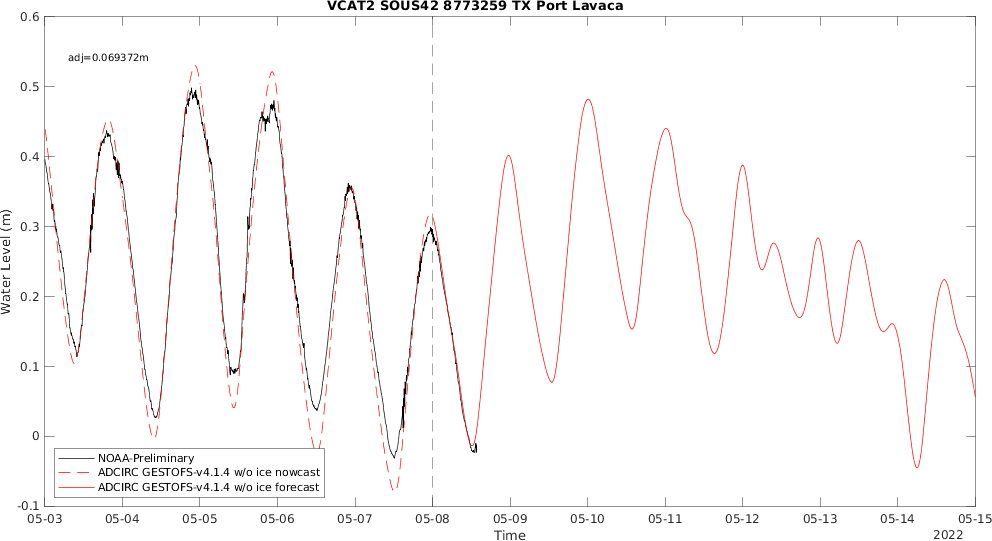 VCAT2 SOUS42 8773259 TX Port Lavaca
adj=0.069372m
Water Level (m)
0.6
0.5
0.4
0.3
0.2
0.1
0
-0.1
NOAA-Preliminary
ADCIRC GESTOFS-v4.1.4 w/o ice nowcast
ADCIRC GESTOFS-v4.1.4 w/o ice forecast
05-03 05-04 05-05 05-06 05-07 05-08 05-09 05-10 05-11 05-12 05-13 05-14 05-15
Time
2022